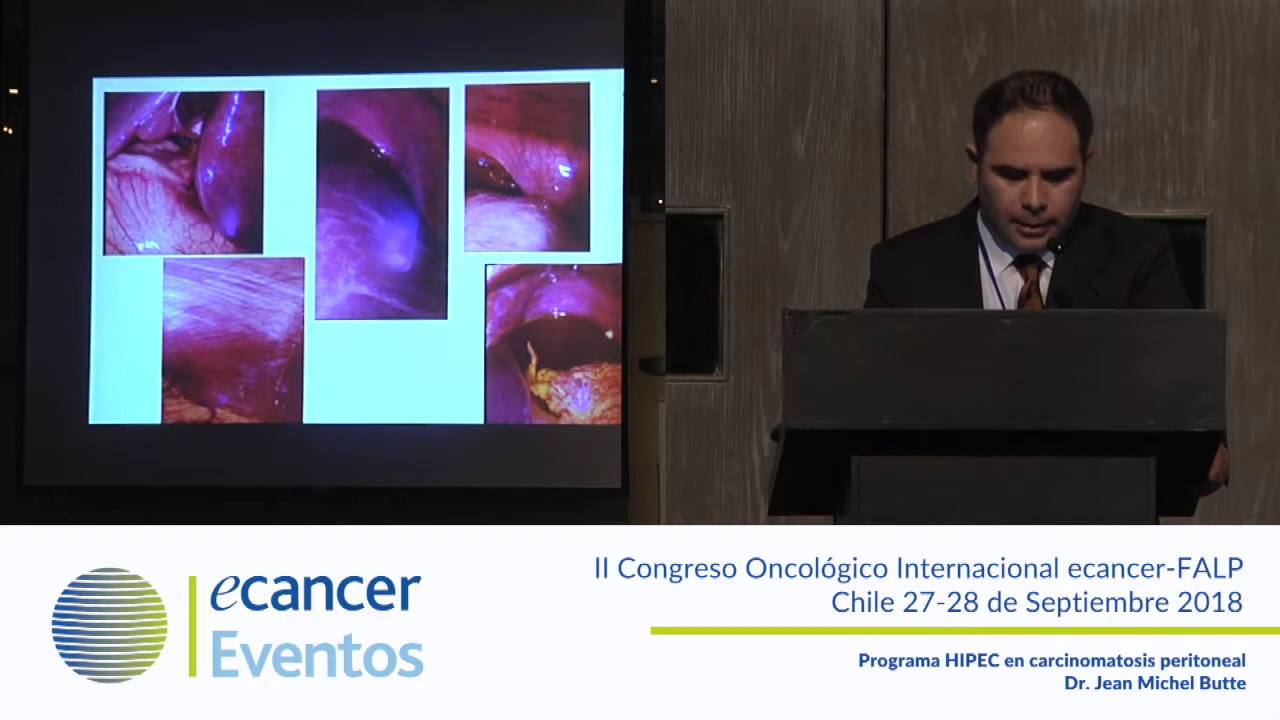 ecancer
Eventos
II Congreso Oncológico Internacional ecancer-FALP
Chile 27-28 de Septiembre 2018
Programa HIPEC en carcinomatosis peritoneal
Dr. Jean Michel Butte